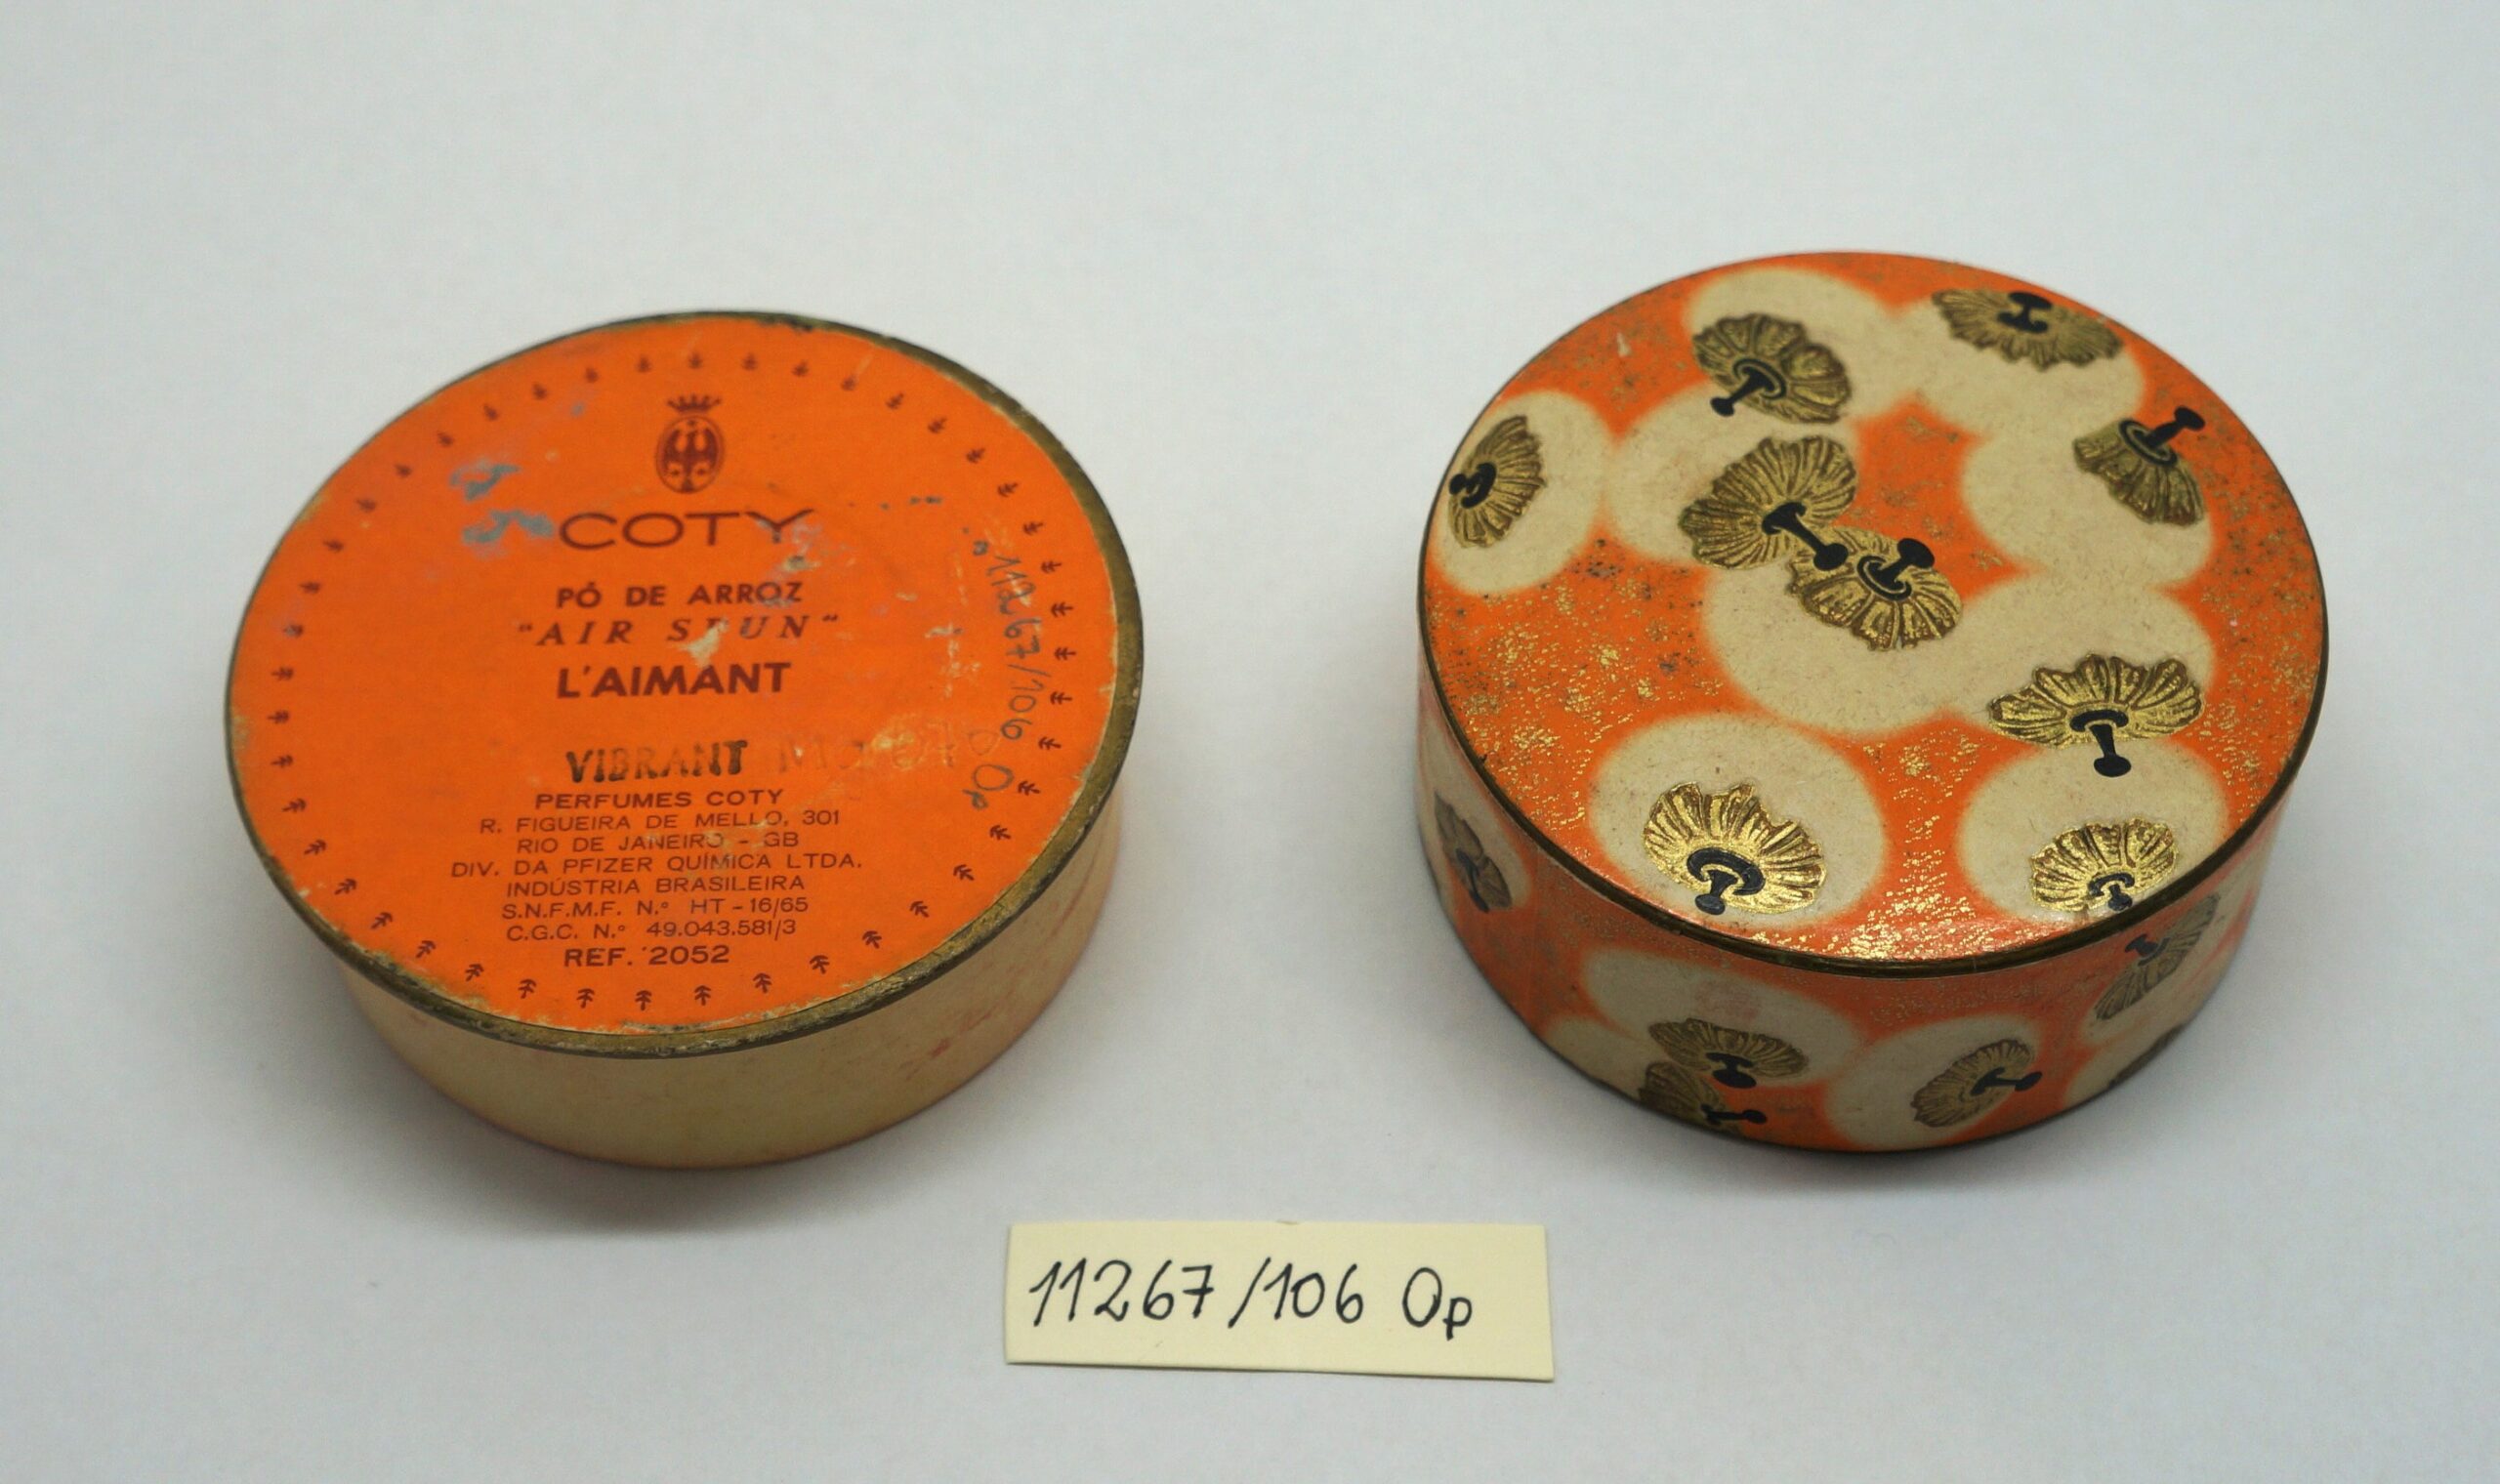 COTY
PÓ DE ARROZ
"AIR SPUN"
L'AIMANT
VIBRANT
PERFUMES COTY
R. FIGUEIRA DE MELLO, 301
RIO DE JANEIRO - GB
DIV. DA PFIZER QUÍMICA LTDA.
INDÚSTRIA BRASILEIRA
S.N.F.M.F. N.º HT - 16/65
C.G.C. N.º 49.043.581/3
REF. 2052
11267/106 Op
11267/106 Op